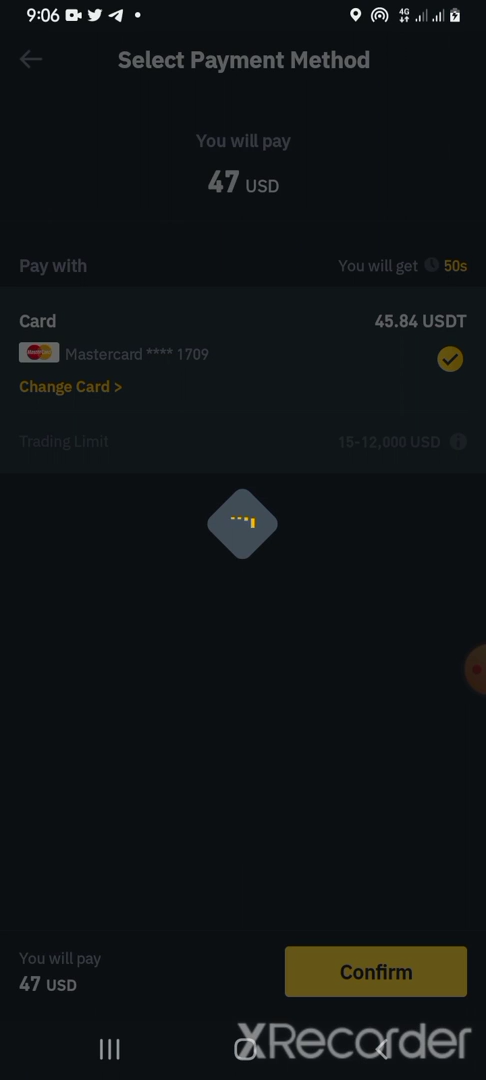 9:06
4G
Select Payment Method
You will pay
47 USD
Pay with
You will get 50s
Card
45.84 USDT
Mastercard **** 1709
Change Card >
Trading Limit
15-12,000 USD
You will pay
47 USD
Confirm
XRecorder